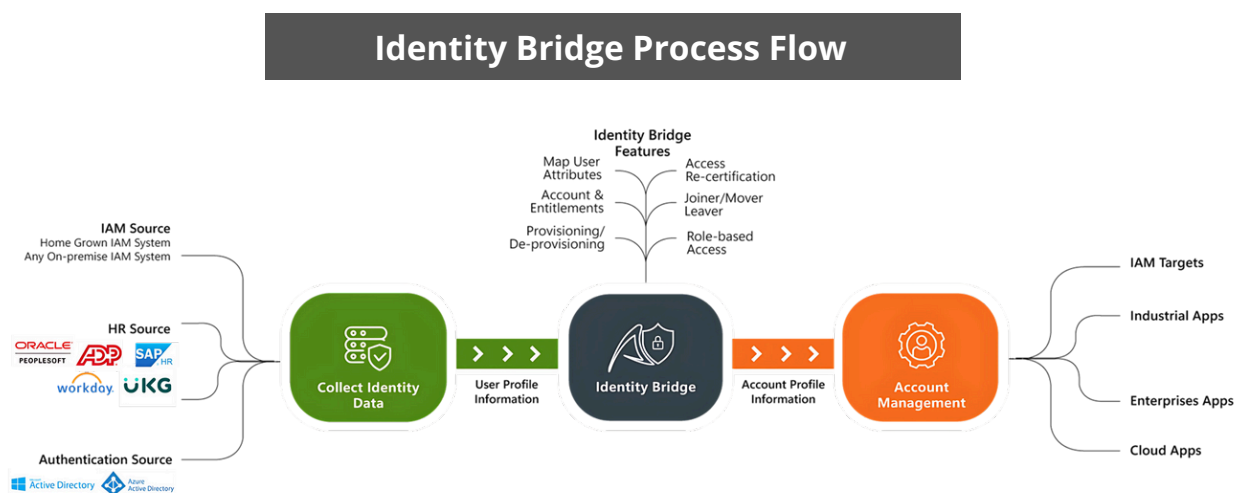 Identity Bridge Process Flow
Identity Bridge
Features
Map User
Attributes
Access
Re-certification
Account &
Entitlements
Joiner/Mover
Leaver
Provisioning/
De-provisioning
Role-based
Access
IAM Source
Home Grown IAM System
Any On-premise IAM System
HR Source
ORACLE
PEOPLESOFT
ADP
SAP HR
workday.
UKG
Authentication Source
Microsoft
Active Directory
Azure
Active Directory
Collect Identity
Data
User Profile
Information
Identity Bridge
Account Profile
Information
Account
Management
IAM Targets
Industrial Apps
Enterprises Apps
Cloud Apps